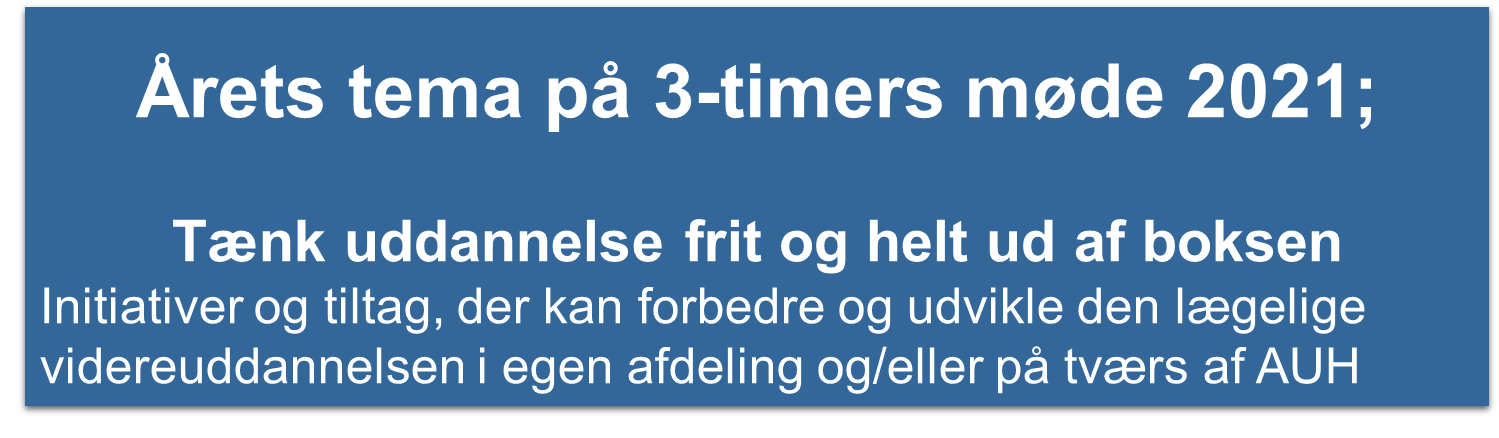 Årets tema på 3-timers møde 2021;
Tænk uddannelse frit og helt ud af boksen
Initiativer og tiltag, der kan forbedre og udvikle den lægelige
videreuddannelsen i egen afdeling og/eller på tværs af AUH